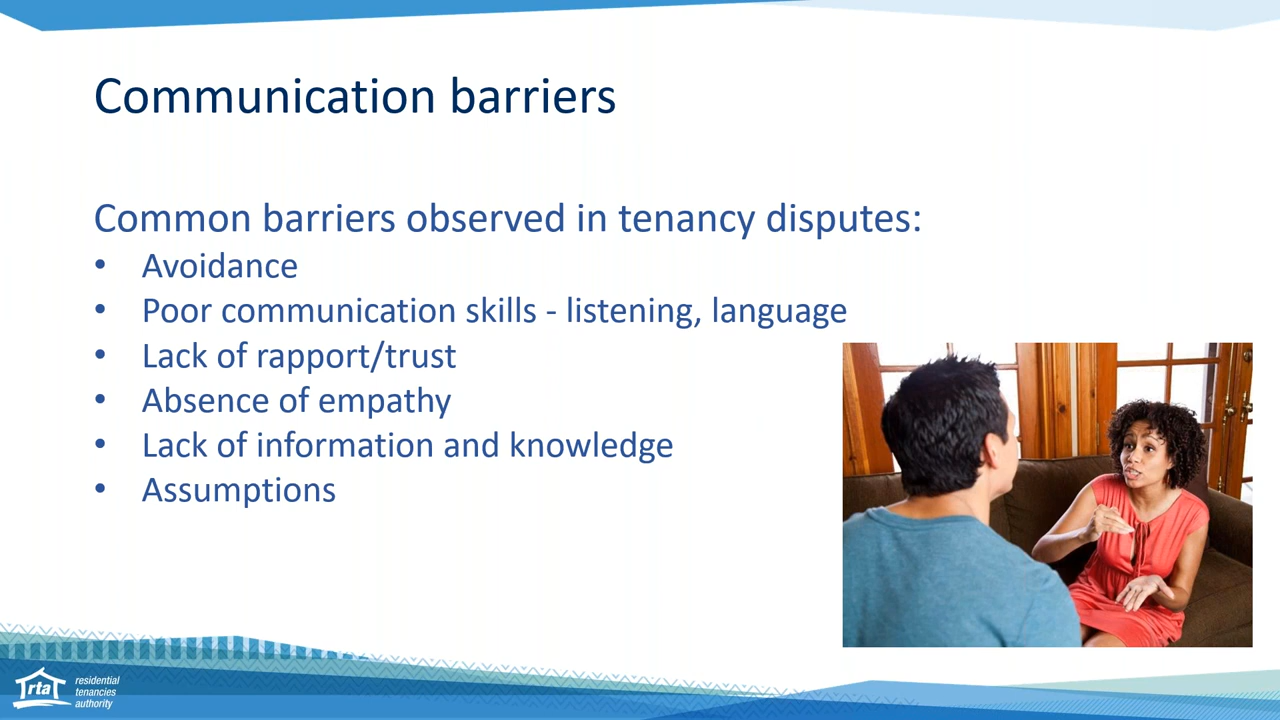 Communication barriers
Common barriers observed in tenancy disputes:
• Avoidance
• Poor communication skills - listening, language
• Lack of rapport/trust
• Absence of empathy
• Lack of information and knowledge
• Assumptions
rta
residential
tenancies
authority